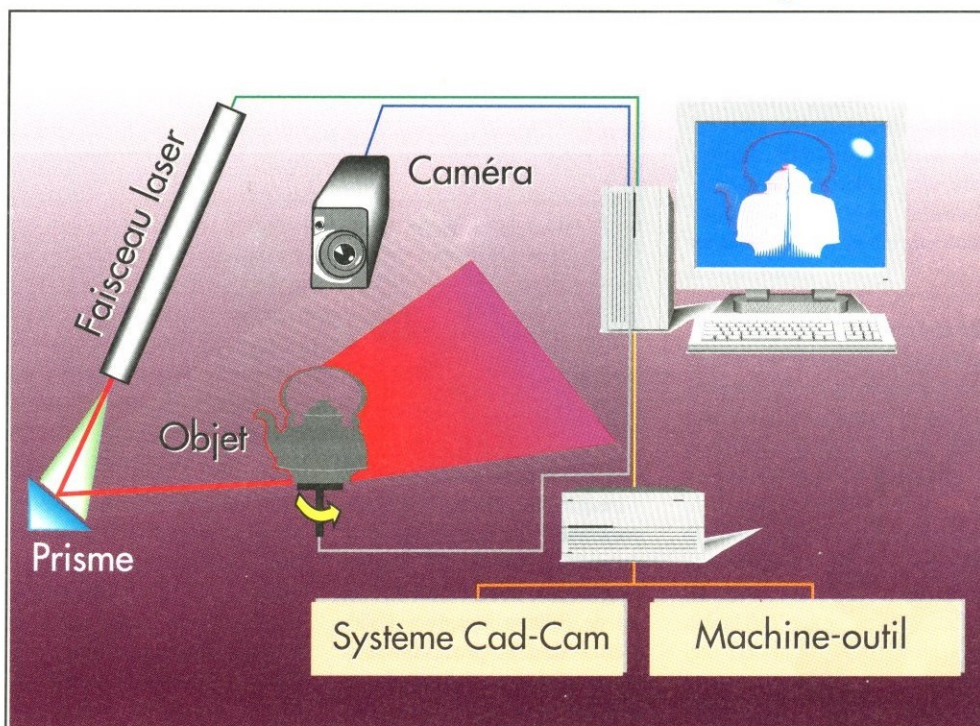 Faisceau laser
Caméra
Objet
Prisme
Système Cad-Cam
Machine-outil